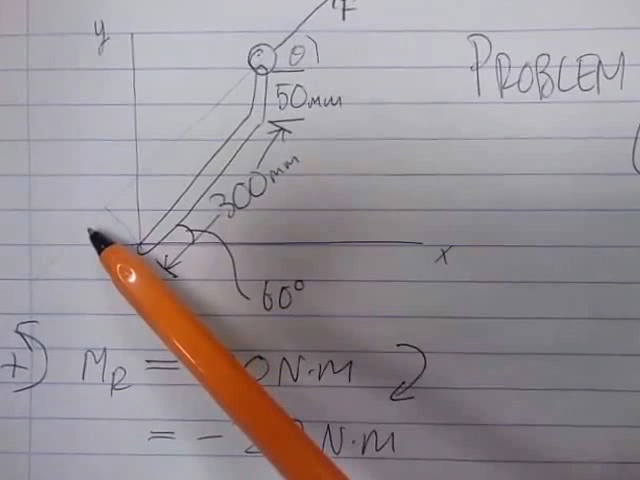 y
F
θ
PROBLEM
50mm
300mm
x
60°
+ M_R = N·m
= - N·m